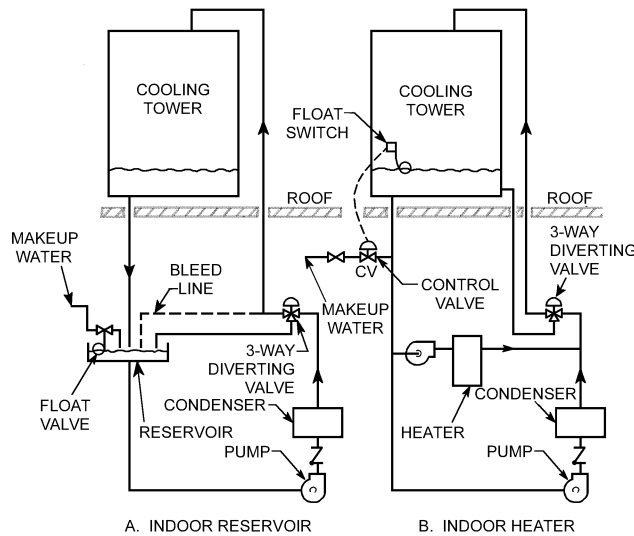 COOLING
TOWER
ROOF
MAKEUP
WATER
BLEED
LINE
3-WAY
DIVERTING
VALVE
FLOAT
VALVE
RESERVOIR
CONDENSER
PUMP
C
A. INDOOR RESERVOIR
COOLING
TOWER
FLOAT
SWITCH
ROOF
3-WAY
DIVERTING
VALVE
CV
CONTROL
VALVE
MAKEUP
WATER
HEATER
CONDENSER
PUMP
C
C
B. INDOOR HEATER